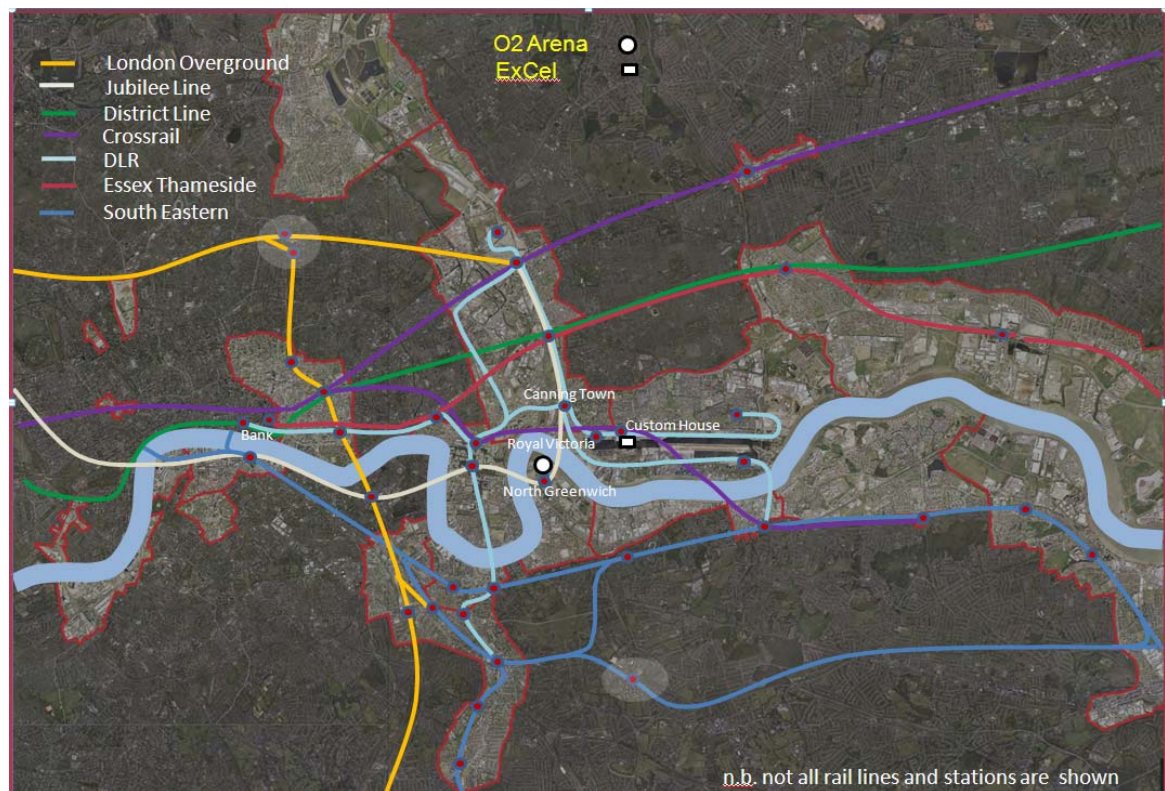 O2 Arena
ExCel
London Overground
Jubilee Line
District Line
Crossrail
DLR
Essex Thameside
South Eastern
Canning Town
Custom House
Bank
Royal Victoria
North Greenwich
n.b. not all rail lines and stations are shown